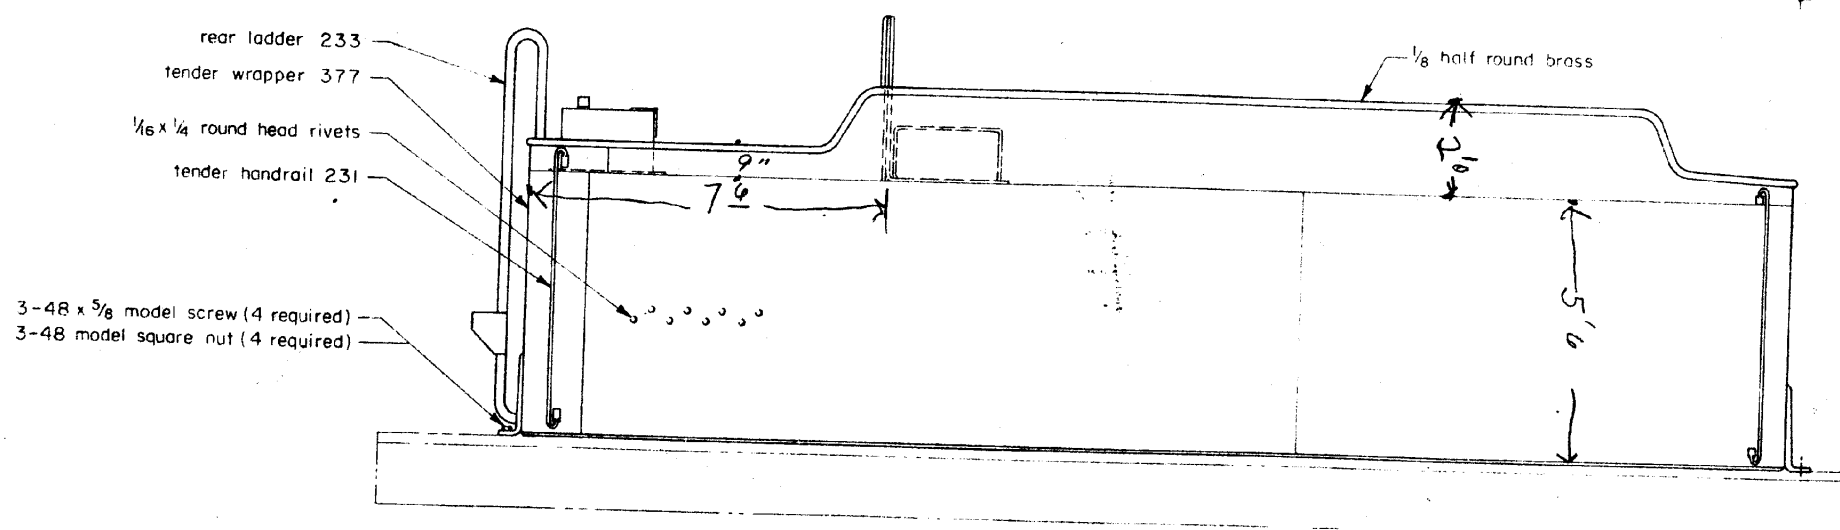 rear ladder 233
tender wrapper 377
1/16 x 1/4 round head rivets
tender handrail 231
3-48 x 5/8 model screw (4 required)
3-48 model square nut (4 required)
1/8 half round brass
9"
7 6
5'6